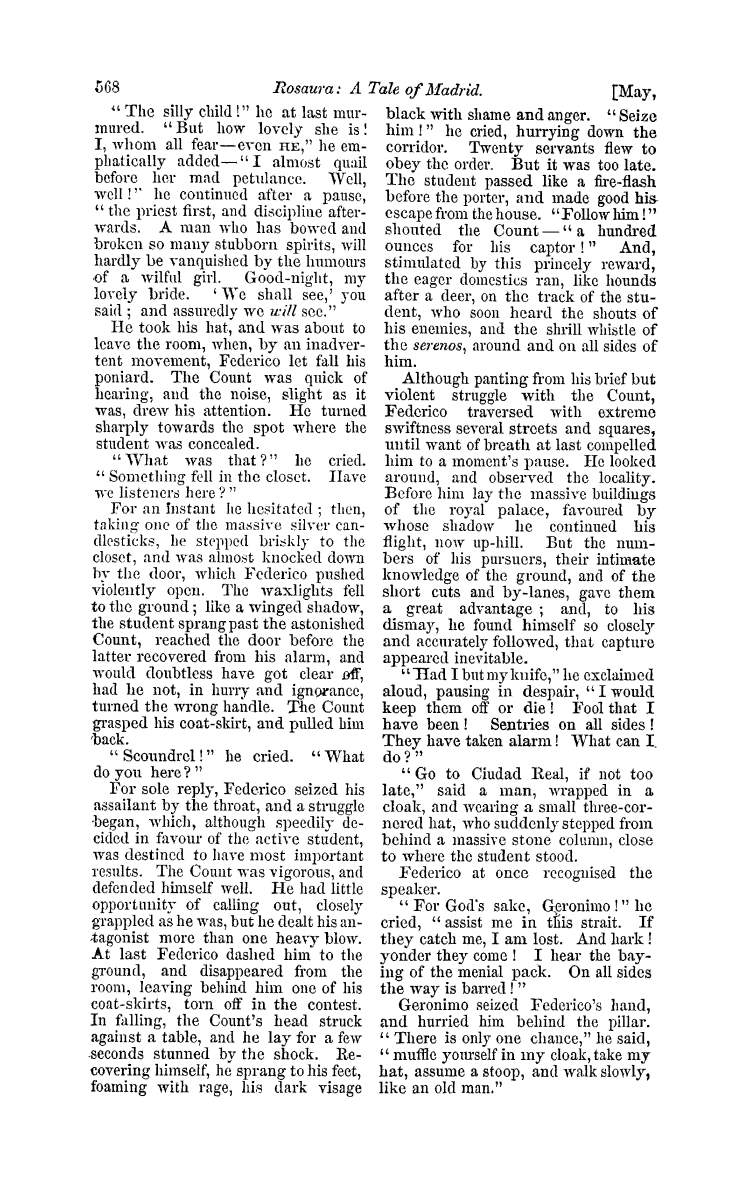 568 Rosaura: A Tale of Madrid. [May,
“The silly child!” he at last mur-
mured. “But how lovely she is!
I, whom all fear—even HE,” he em-
phatically added—“I almost quail
before her mad petulance. Well,
well!” he continued after a pause,
“the priest first, and discipline after-
wards. A man who has bowed and
broken so many stubborn spirits, will
hardly be vanquished by the humours
of a wilful girl. Good-night, my
lovely bride. ‘We shall see,’ you
said; and assuredly we will see.”
He took his hat, and was about to
leave the room, when, by an inadver-
tent movement, Federico let fall his
poniard. The Count was quick of
hearing, and the noise, slight as it
was, drew his attention. He turned
sharply towards the spot where the
student was concealed.
“What was that?” he cried.
“Something fell in the closet. Have
we listeners here?”
For an instant he hesitated; then,
taking one of the massive silver can-
dlesticks, he stepped briskly to the
closet, and was almost knocked down
by the door, which Federico pushed
violently open. The waxlights fell
to the ground; like a winged shadow,
the student sprang past the astonished
Count, reached the door before the
latter recovered from his alarm, and
would doubtless have got clear off,
had he not, in hurry and ignorance,
turned the wrong handle. The Count
grasped his coat-skirt, and pulled him
back.
“Scoundrel!” he cried. “What
do you here?”
For sole reply, Federico seized his
assailant by the throat, and a struggle
began, which, although speedily de-
cided in favour of the active student,
was destined to have most important
results. The Count was vigorous, and
defended himself well. He had little
opportunity of calling out, closely
grappled as he was, but he dealt his an-
tagonist more than one heavy blow.
At last Federico dashed him to the
ground, and disappeared from the
room, leaving behind him one of his
coat-skirts, torn off in the contest.
In falling, the Count’s head struck
against a table, and he lay for a few
seconds stunned by the shock. Re-
covering himself, he sprang to his feet,
foaming with rage, his dark visage
black with shame and anger. “Seize
him!” he cried, hurrying down the
corridor. Twenty servants flew to
obey the order. But it was too late.
The student passed like a fire-flash
before the porter, and made good his
escape from the house. “Follow him!”
shouted the Count—“a hundred
ounces for his captor!” And,
stimulated by this princely reward,
the eager domestics ran, like hounds
after a deer, on the track of the stu-
dent, who soon heard the shouts of
his enemies, and the shrill whistle of
the serenos, around and on all sides of
him.
Although panting from his brief but
violent struggle with the Count,
Federico traversed with extreme
swiftness several streets and squares,
until want of breath at last compelled
him to a moment’s pause. He looked
around, and observed the locality.
Before him lay the massive buildings
of the royal palace, favoured by
whose shadow he continued his
flight, now up-hill. But the num-
bers of his pursuers, their intimate
knowledge of the ground, and of the
short cuts and by-lanes, gave them
a great advantage; and, to his
dismay, he found himself so closely
and accurately followed, that capture
appeared inevitable.
“Had I but my knife,” he exclaimed
aloud, pausing in despair, “I would
keep them off or die! Fool that I
have been! Sentries on all sides!
They have taken alarm! What can I
do?”
“Go to Ciudad Real, if not too
late,” said a man, wrapped in a
cloak, and wearing a small three-cor-
nered hat, who suddenly stepped from
behind a massive stone column, close
to where the student stood.
Federico at once recognised the
speaker.
“For God’s sake, Geronimo!” he
cried, “assist me in this strait. If
they catch me, I am lost. And hark!
yonder they come! I hear the bay-
ing of the menial pack. On all sides
the way is barred!”
Geronimo seized Federico’s hand,
and hurried him behind the pillar.
“There is only one chance,” he said,
“muffle yourself in my cloak, take my
hat, assume a stoop, and walk slowly,
like an old man.”